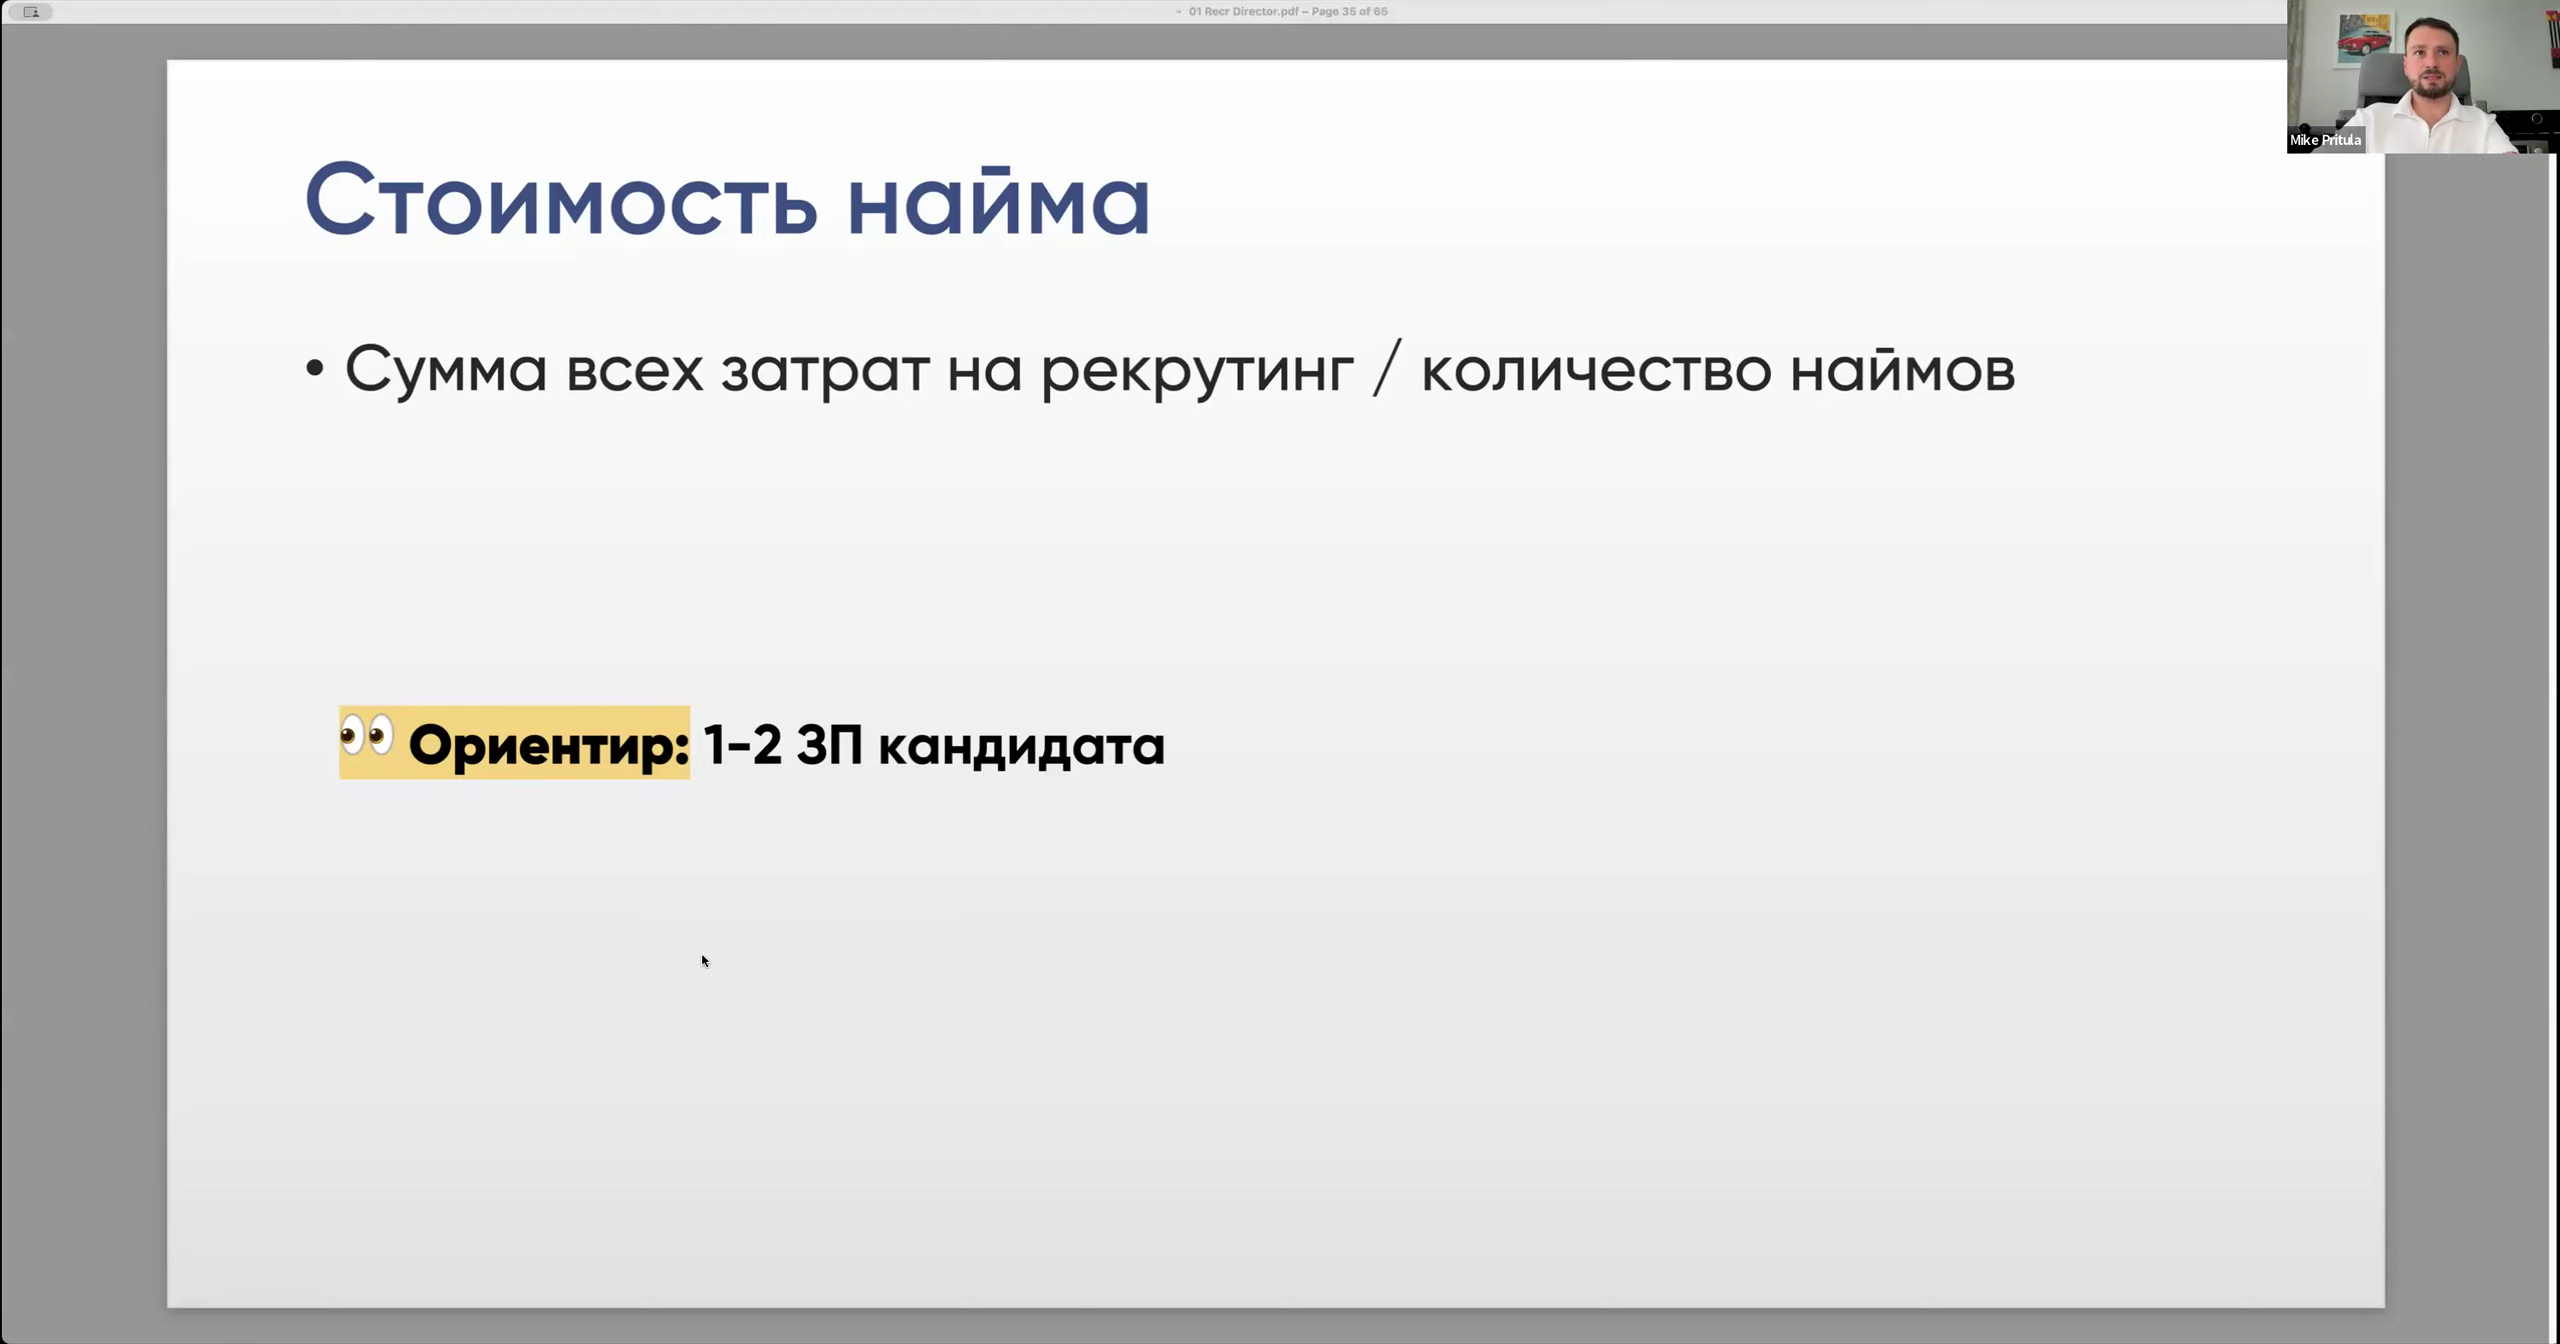 01 Recr Director.pdf – Page 35 of 65
Mike Pritula
Стоимость найма
• Сумма всех затрат на рекрутинг / количество наймов
👀 Ориентир: 1-2 ЗП кандидата